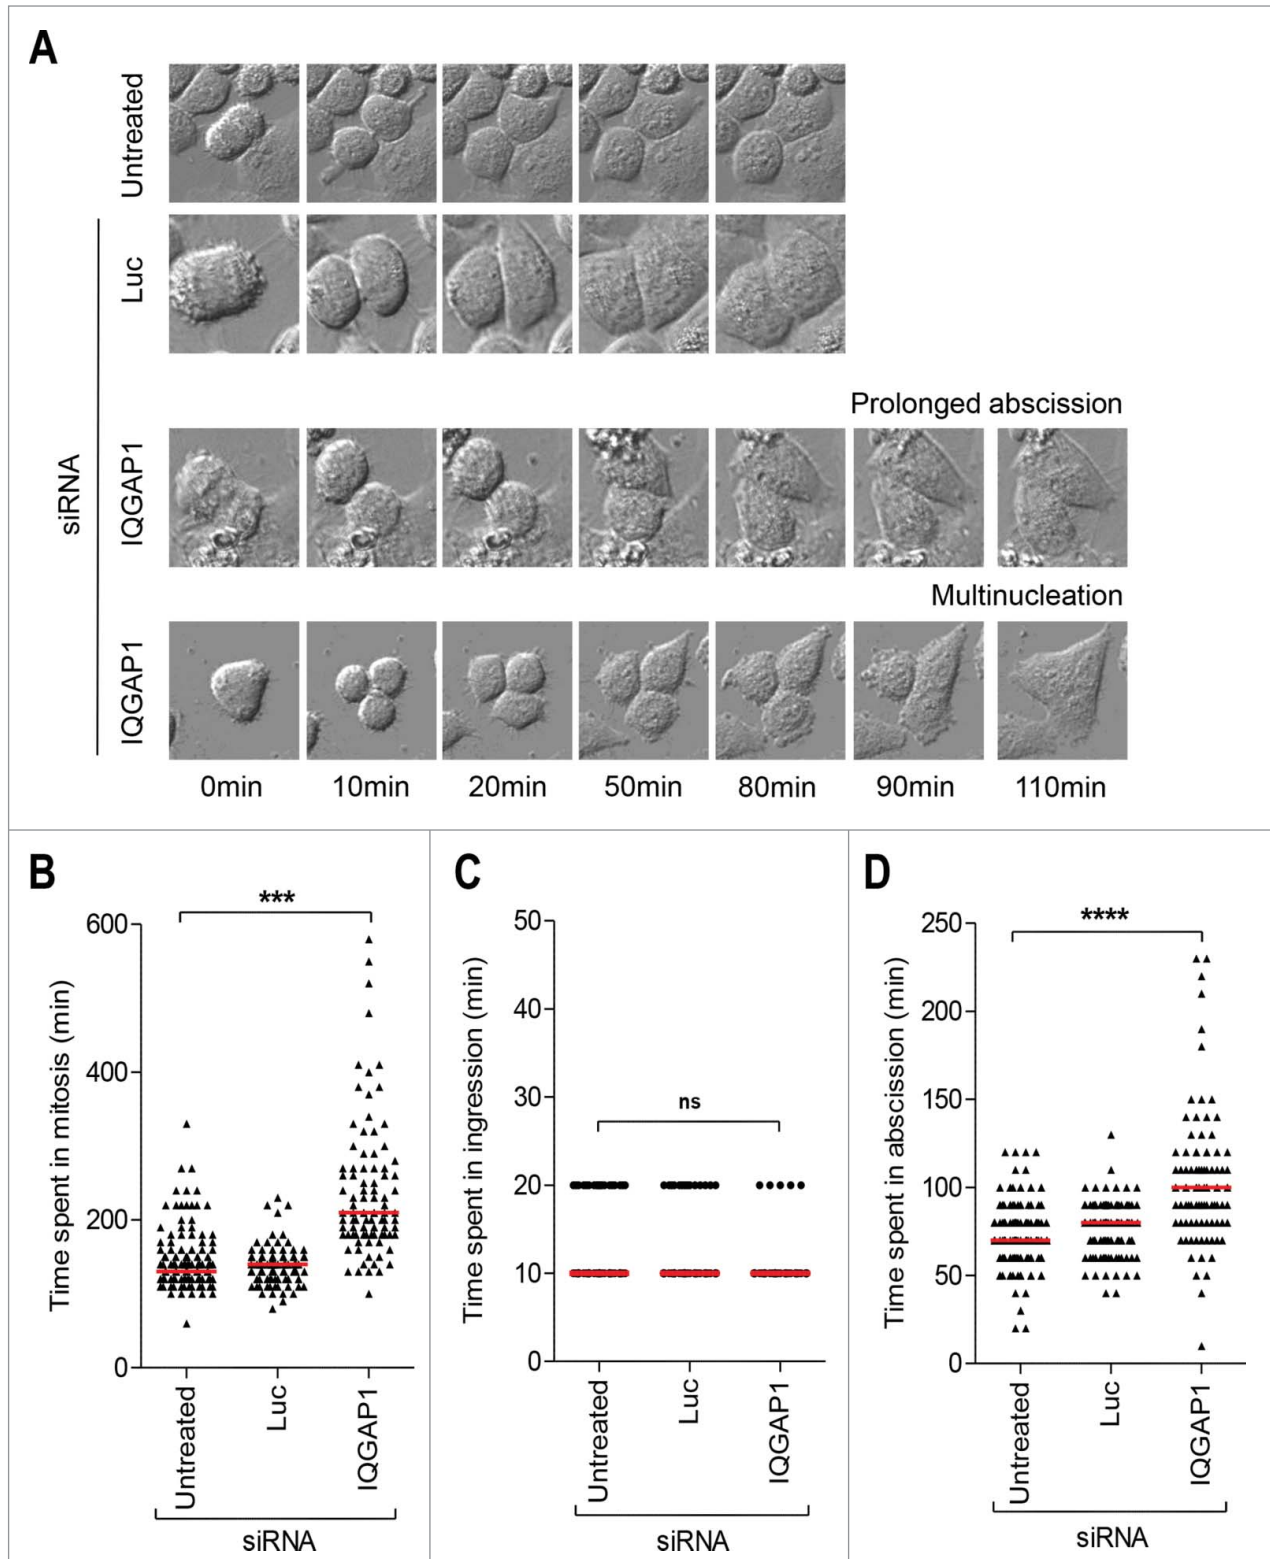 A
Untreated
Luc
Prolonged abscission
IQGAP1
Multinucleation
IQGAP1
siRNA
0min 10min 20min 50min 80min 90min 110min
B
***
Time spent in mitosis (min)
600
400
200
0
Untreated Luc IQGAP1
siRNA
C
ns
Time spent in ingression (min)
50
40
30
20
10
0
Untreated Luc IQGAP1
siRNA
D
****
Time spent in abscission (min)
250
200
150
100
50
0
Untreated Luc IQGAP1
siRNA